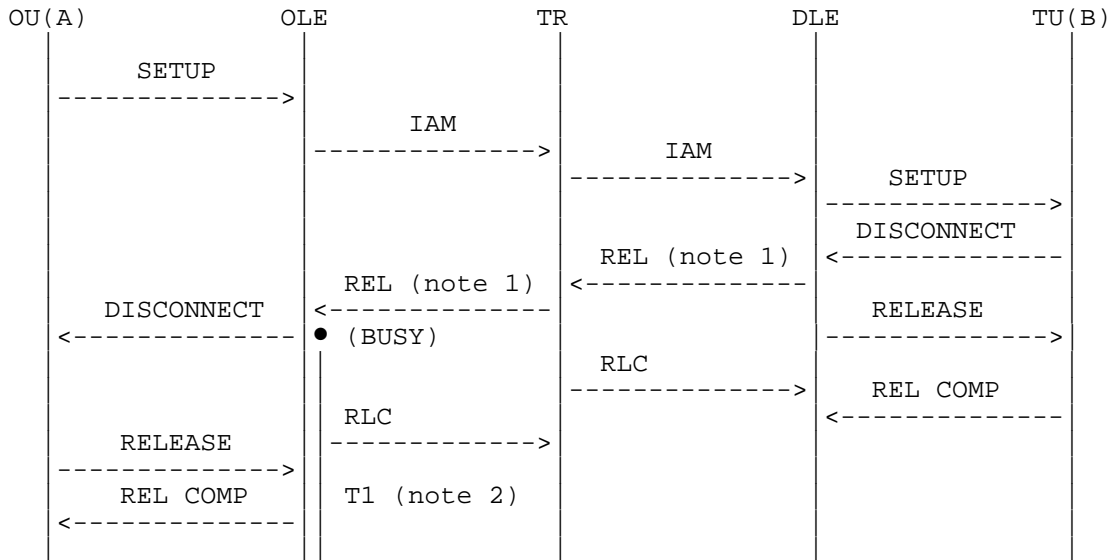 OU(A) OLE TR DLE TU(B)
SETUP
IAM
IAM
SETUP
DISCONNECT
REL (note 1)
REL (note 1)
DISCONNECT RELEASE
(BUSY)
RLC
REL COMP
RLC
RELEASE
REL COMP T1 (note 2)